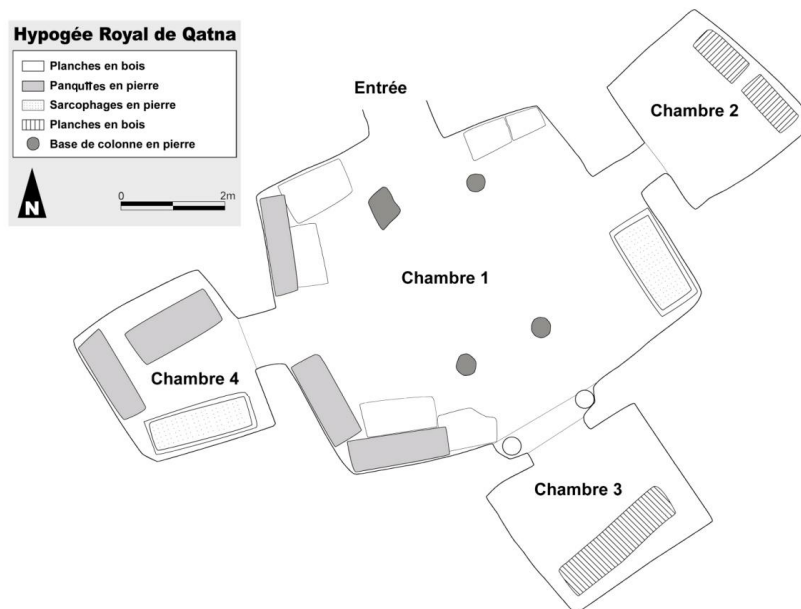 Hypogée Royal de Qatna
Planches en bois
Panquttes en pierre
Sarcophages en pierre
Planches en bois
Base de colonne en pierre
N
0 2m
Entrée
Chambre 2
Chambre 1
Chambre 4
Chambre 3